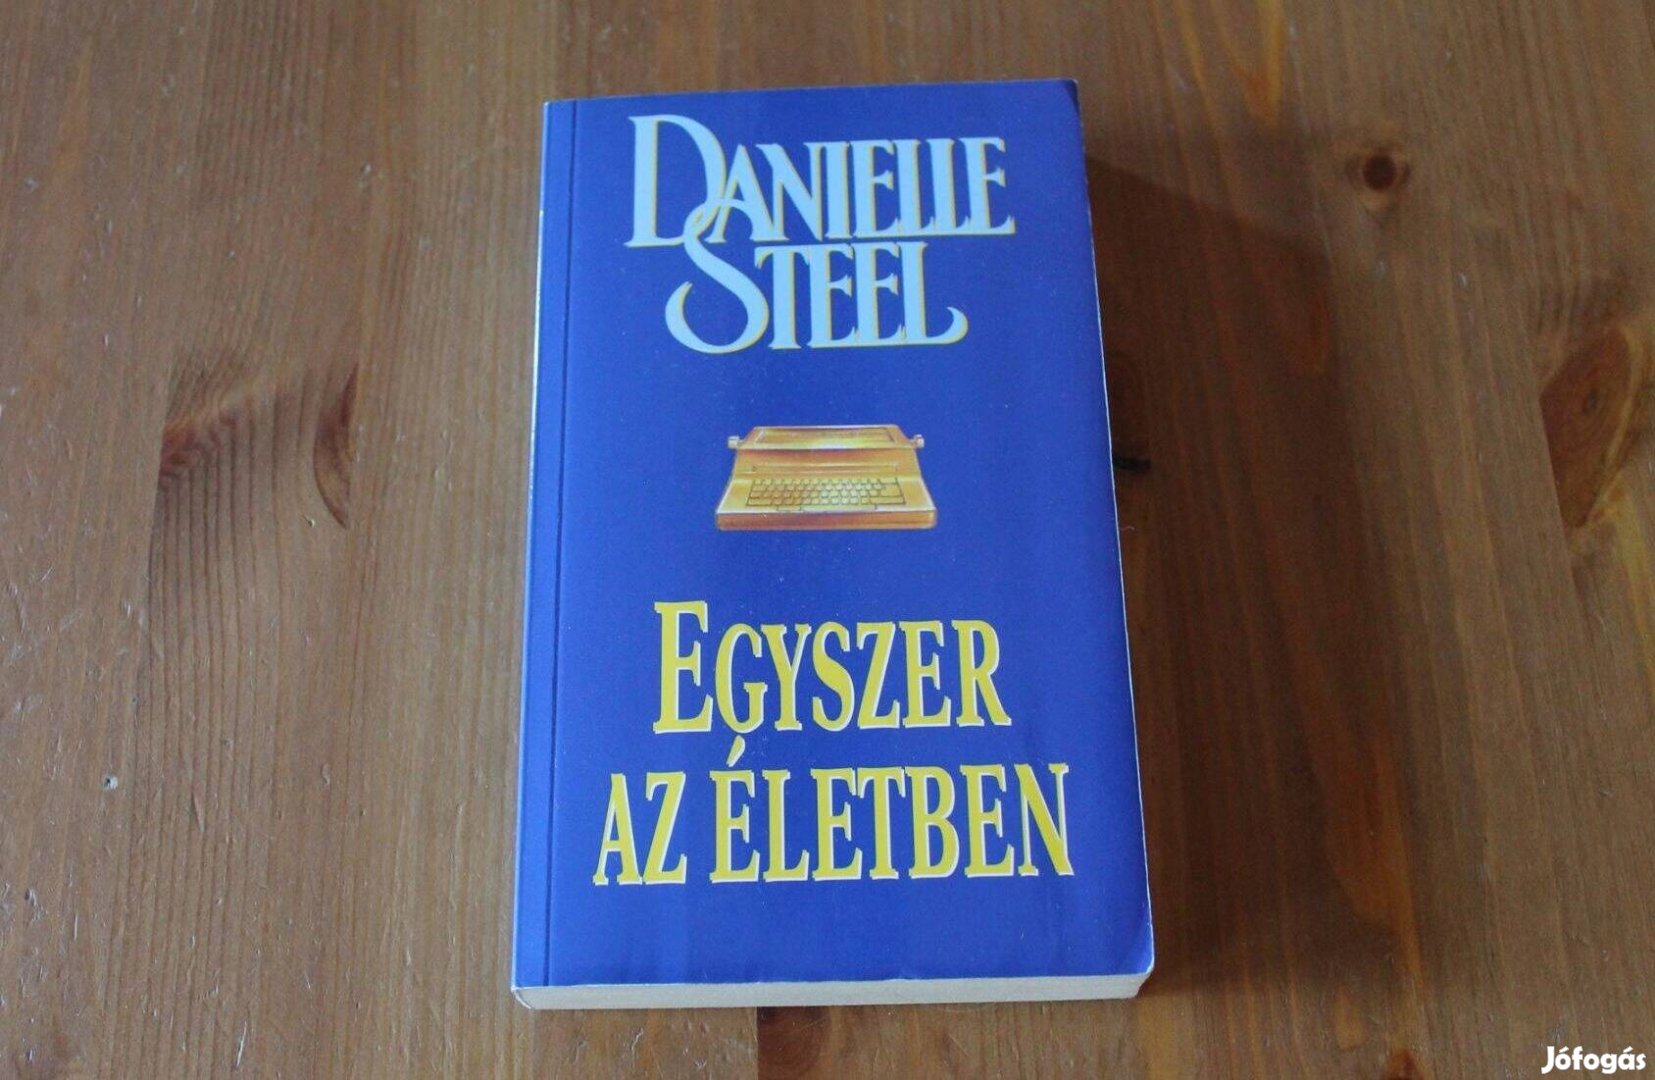 DANIELLE
STEEL
EGYSZER
AZ ÉLETBEN
Jófogás